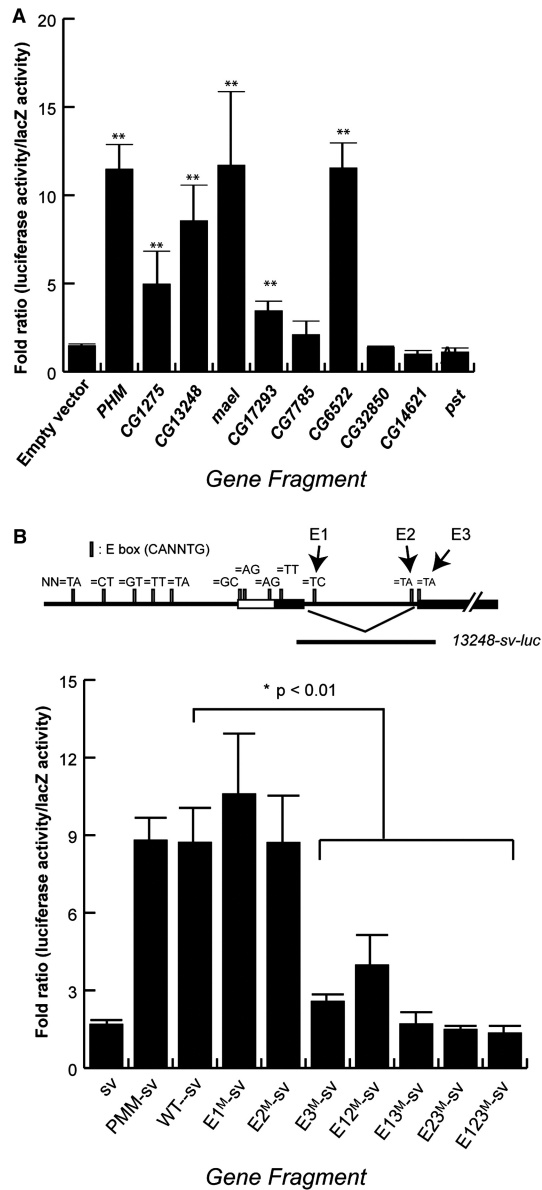 A
Fold ratio (luciferase activity/lacZ activity)
20
15
10
5
0
**
**
**
**
**
**
Empty vector
PHM
CG1275
CG13248
mael
CG17293
CG7785
CG6522
CG32850
CG14621
pst
Gene Fragment
B
: E box (CANNTG)
E1
E2
E3
NN=TA
=CT
=GT
=TT
=TA
=GC
=AG
=AG
=TT
=TC
=TA
=TA
13248-sv-luc
Fold ratio (luciferase activity/lacZ activity)
15
12
9
6
3
0
* p < 0.01
sv
PMM-sv
WT--sv
E1ᴹ-sv
E2ᴹ-sv
E3ᴹ-sv
E12ᴹ-sv
E13ᴹ-sv
E23ᴹ-sv
E123ᴹ-sv
Gene Fragment